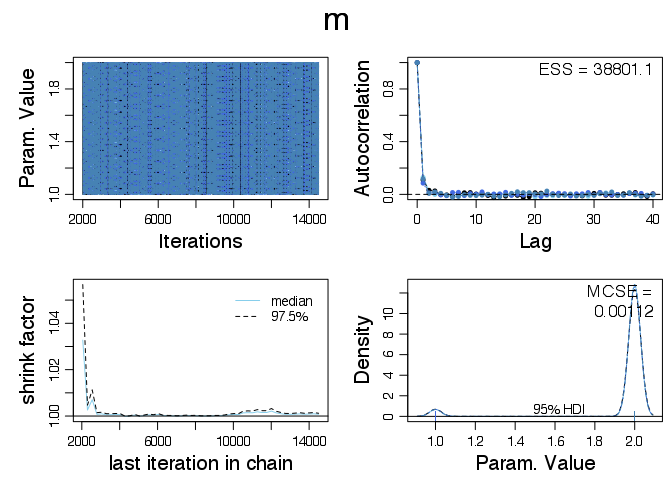 m
Param. Value
1.0 1.4 1.8
2000 6000 10000 14000
Iterations
Autocorrelation
0.0 0.4 0.8
ESS = 38801.1
0 10 20 30 40
Lag
shrink factor
1.00 1.02 1.04
median
97.5%
2000 6000 10000 14000
last iteration in chain
Density
0 2 4 6 8 10
MCSE =
0.00112
95% HDI
1.0 1.2 1.4 1.6 1.8 2.0
Param. Value